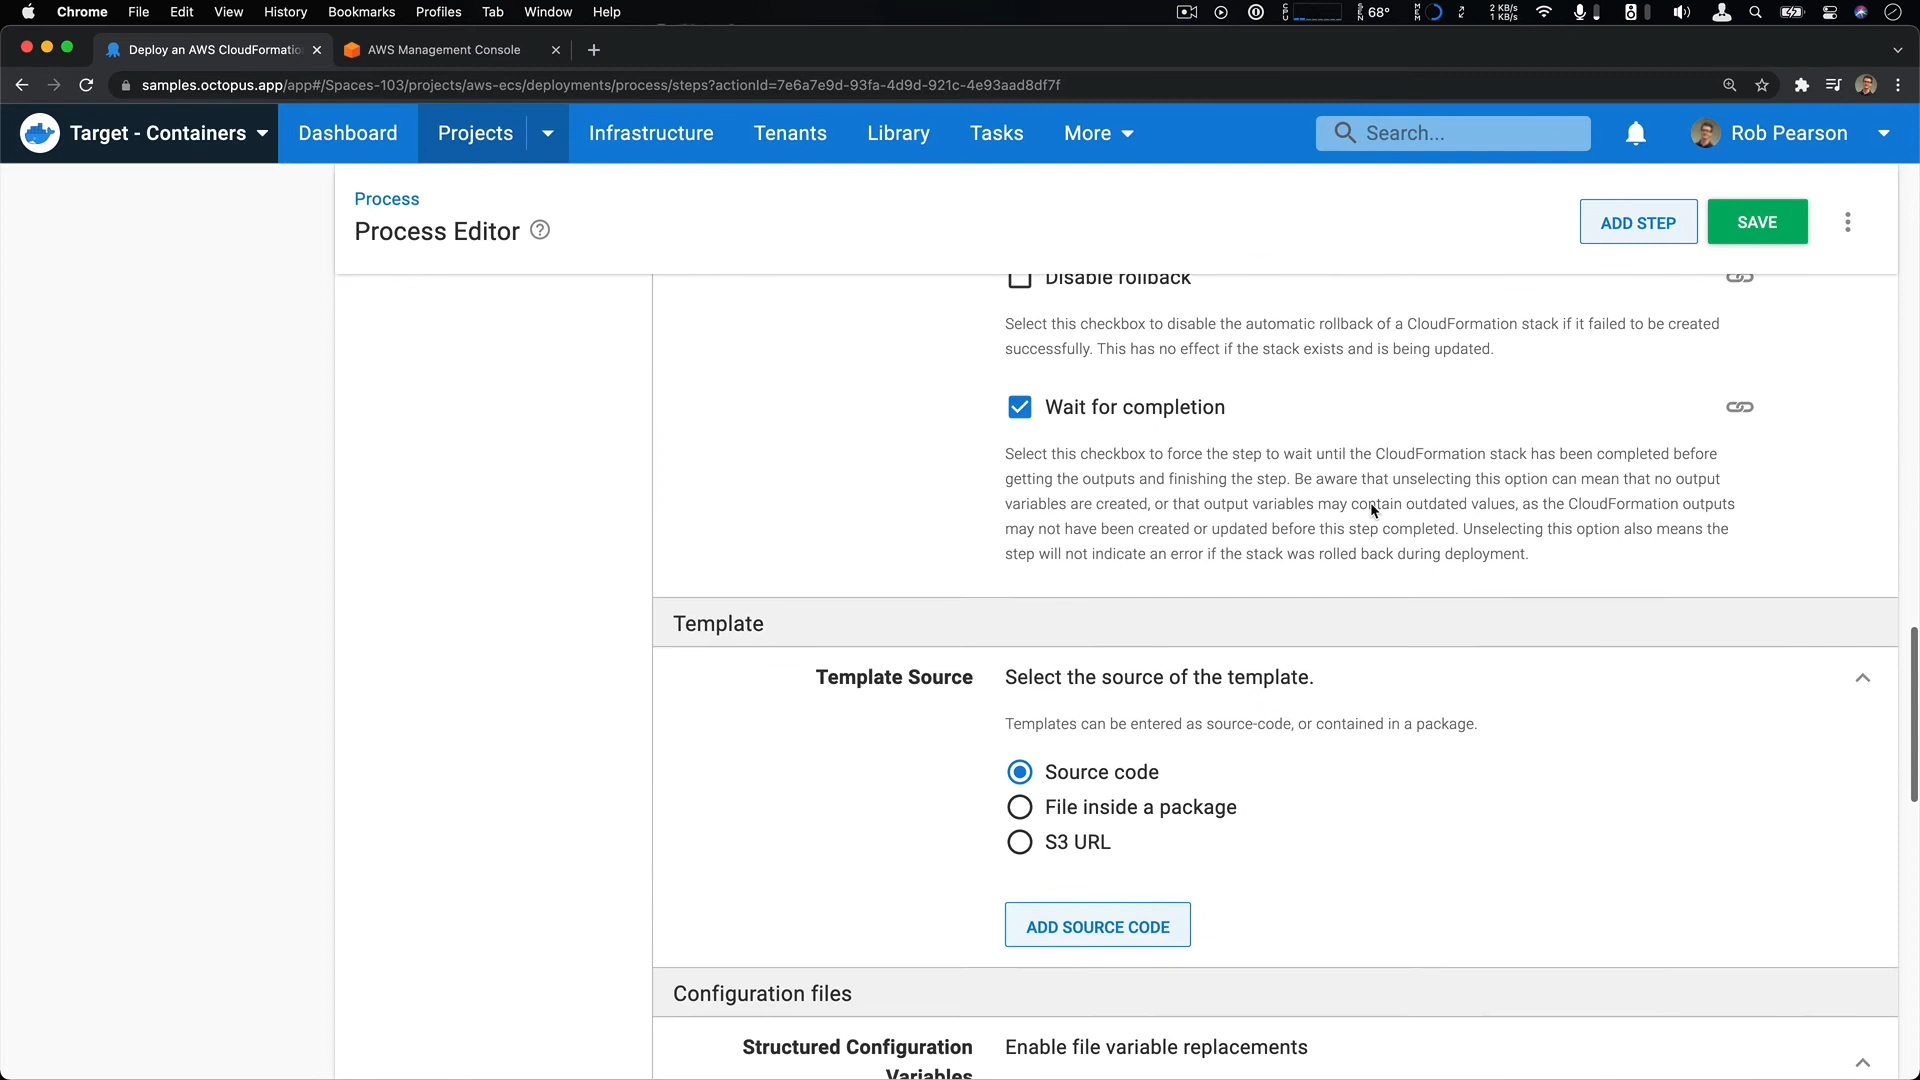 Chrome File Edit View History Bookmarks Profiles Tab Window Help
68° 2 KB/s
1 KB/s
Deploy an AWS CloudFormatio
AWS Management Console
samples.octopus.app/app#/Spaces-103/projects/aws-ecs/deployments/process/steps?actionId=7e6a7e9d-93fa-4d9d-921c-4e93aad8df7f
Target - Containers Dashboard Projects Infrastructure Tenants Library Tasks More Search... Rob Pearson
Process
Process Editor
ADD STEP SAVE
Disable rollback
Select this checkbox to disable the automatic rollback of a CloudFormation stack if it failed to be created
successfully. This has no effect if the stack exists and is being updated.
Wait for completion
Select this checkbox to force the step to wait until the CloudFormation stack has been completed before
getting the outputs and finishing the step. Be aware that unselecting this option can mean that no output
variables are created, or that output variables may contain outdated values, as the CloudFormation outputs
may not have been created or updated before this step completed. Unselecting this option also means the
step will not indicate an error if the stack was rolled back during deployment.
Template
Template Source Select the source of the template.
Templates can be entered as source-code, or contained in a package.
Source code
File inside a package
S3 URL
ADD SOURCE CODE
Configuration files
Structured Configuration Enable file variable replacements
Variables